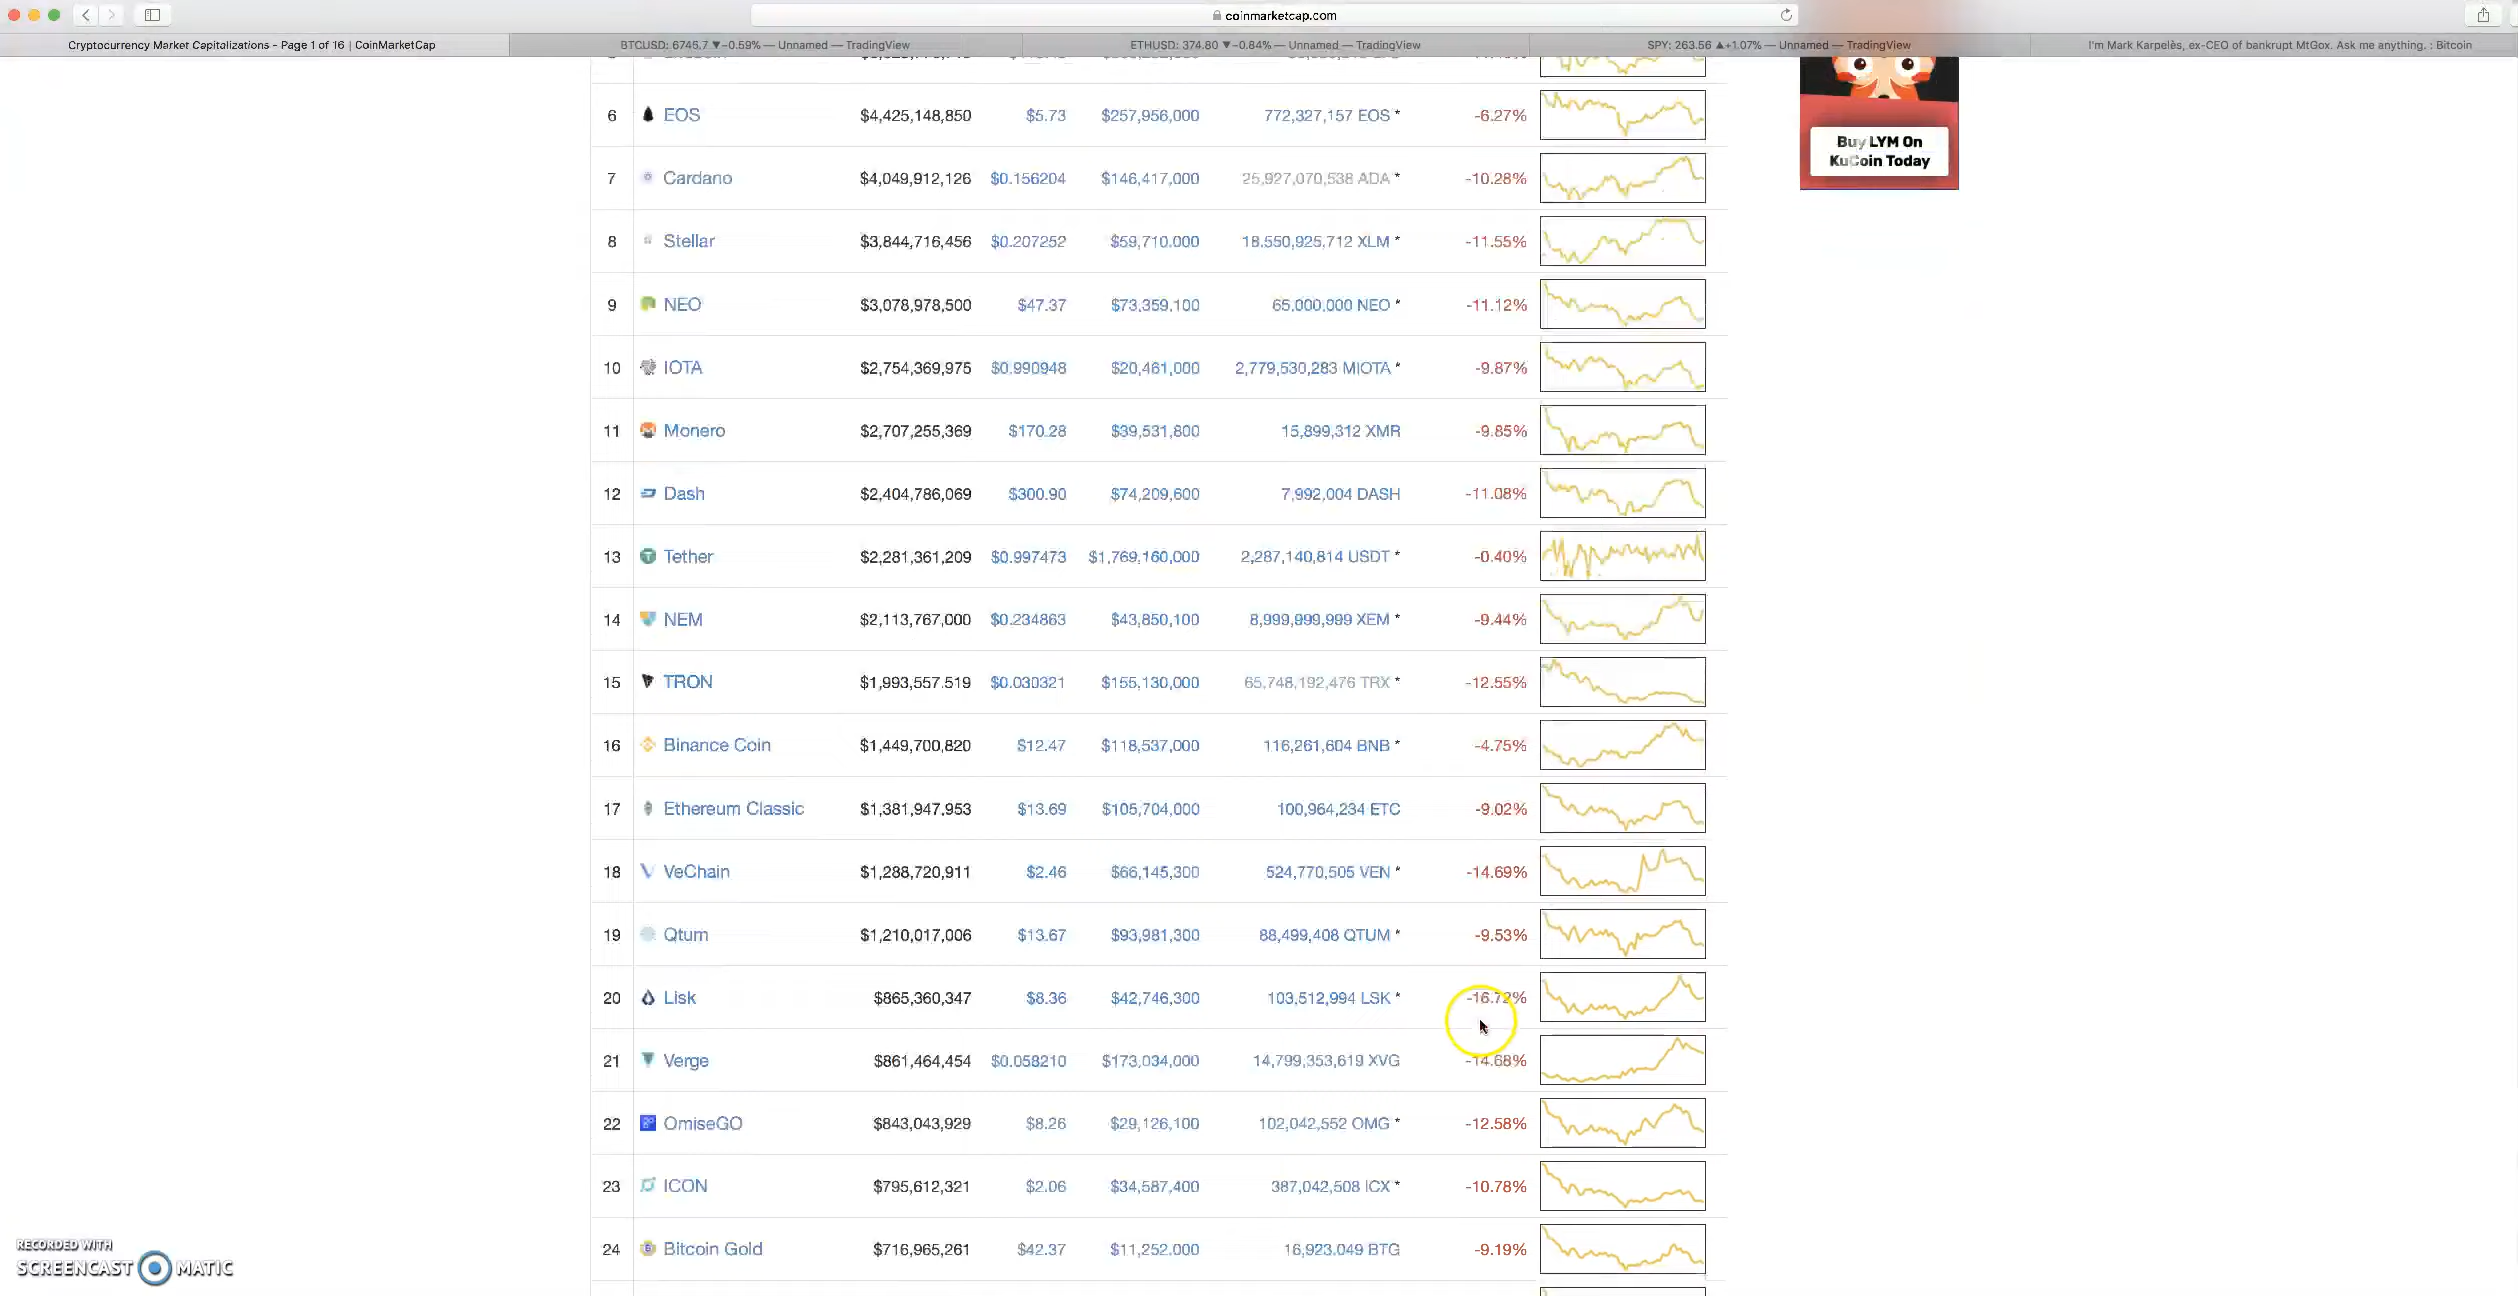 coinmarketcap.com
Cryptocurrency Market Capitalizations - Page 1 of 16 | CoinMarketCap
BTCUSD: 6745.7 ▼−0.59% — Unnamed — TradingView
ETHUSD: 374.80 ▼−0.84% — Unnamed — TradingView
SPY: 263.56 ▲+1.07% — Unnamed — TradingView
I'm Mark Karpelès, ex-CEO of bankrupt MtGox. Ask me anything. : Bitcoin
6 EOS $4,425,148,850 $5.73 $257,956,000 772,327,157 EOS * -6.27%
Buy LYM On
KuCoin Today
7 Cardano $4,049,912,126 $0.156204 $146,417,000 25,927,070,538 ADA * -10.28%
8 Stellar $3,844,716,456 $0.207252 $59,710,000 18,550,925,712 XLM * -11.55%
9 NEO $3,078,978,500 $47.37 $73,359,100 65,000,000 NEO * -11.12%
10 IOTA $2,754,369,975 $0.990948 $20,461,000 2,779,530,283 MIOTA * -9.87%
11 Monero $2,707,255,369 $170.28 $39,531,800 15,899,312 XMR -9.85%
12 Dash $2,404,786,069 $300.90 $74,209,600 7,992,004 DASH -11.08%
13 Tether $2,281,361,209 $0.997473 $1,769,160,000 2,287,140,814 USDT * -0.40%
14 NEM $2,113,767,000 $0.234863 $43,850,100 8,999,999,999 XEM * -9.44%
15 TRON $1,993,557,519 $0.030321 $155,130,000 65,748,192,476 TRX * -12.55%
16 Binance Coin $1,449,700,820 $12.47 $118,537,000 116,261,604 BNB * -4.75%
17 Ethereum Classic $1,381,947,953 $13.69 $105,704,000 100,964,234 ETC -9.02%
18 VeChain $1,288,720,911 $2.46 $66,145,300 524,770,505 VEN * -14.69%
19 Qtum $1,210,017,006 $13.67 $93,981,300 88,499,408 QTUM * -9.53%
20 Lisk $865,360,347 $8.36 $42,746,300 103,512,994 LSK * -16.72%
21 Verge $861,464,454 $0.058210 $173,034,000 14,799,353,619 XVG -14.68%
22 OmiseGO $843,043,929 $8.26 $29,126,100 102,042,552 OMG * -12.58%
23 ICON $795,612,321 $2.06 $34,587,400 387,042,508 ICX * -10.78%
24 Bitcoin Gold $716,965,261 $42.37 $11,252,000 16,923,049 BTG -9.19%
RECORDED WITH
SCREENCAST MATIC